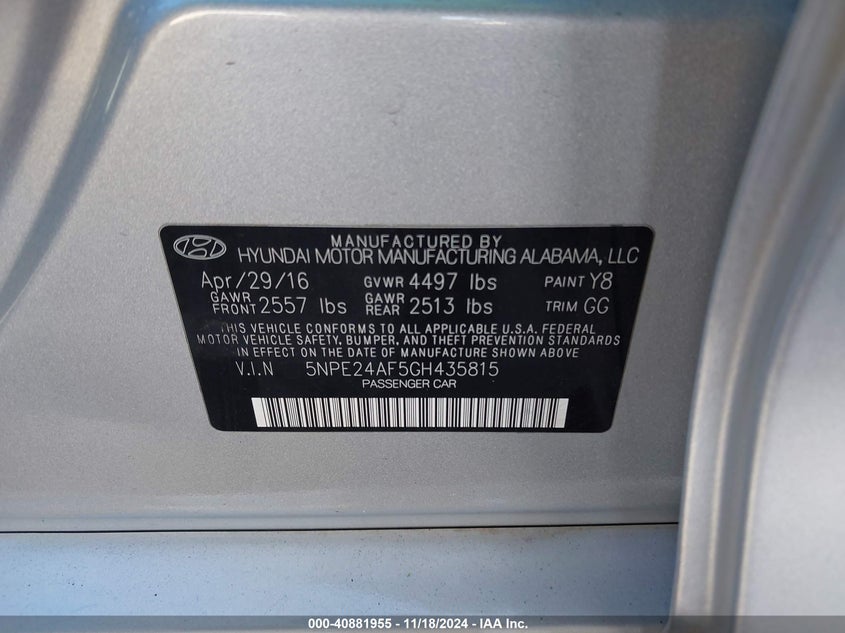 MANUFACTURED BY
HYUNDAI MOTOR MANUFACTURING ALABAMA, LLC
Apr/29/16 GVWR 4497 lbs PAINT Y8
GAWR FRONT 2557 lbs GAWR REAR 2513 lbs TRIM GG
THIS VEHICLE CONFORMS TO ALL APPLICABLE U.S.A. FEDERAL
MOTOR VEHICLE SAFETY, BUMPER, AND THEFT PREVENTION STANDARDS
IN EFFECT ON THE DATE OF MANUFACTURE SHOWN ABOVE
V.I.N 5NPE24AF5GH435815
PASSENGER CAR
000-40881955 - 11/18/2024 - IAA Inc.